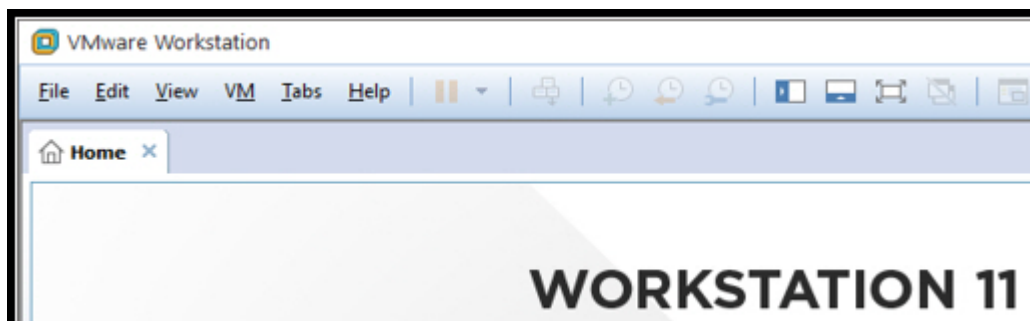 VMware Workstation
File Edit View VM Tabs Help
Home
WORKSTATION 11